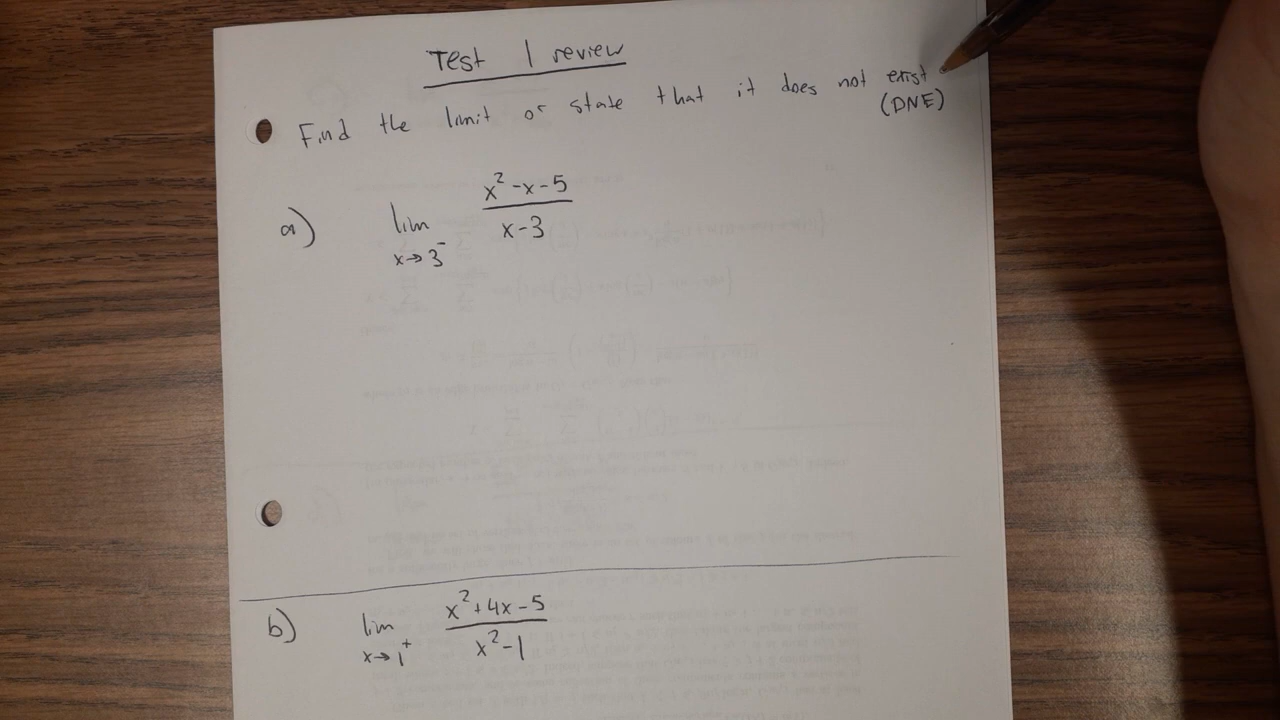 Test 1 review
Find the limit or state that it does not exist
(DNE)
a) lim x→3⁻ (x²-x-5)/(x-3)
b) lim x→1⁺ (x²+4x-5)/(x²-1)